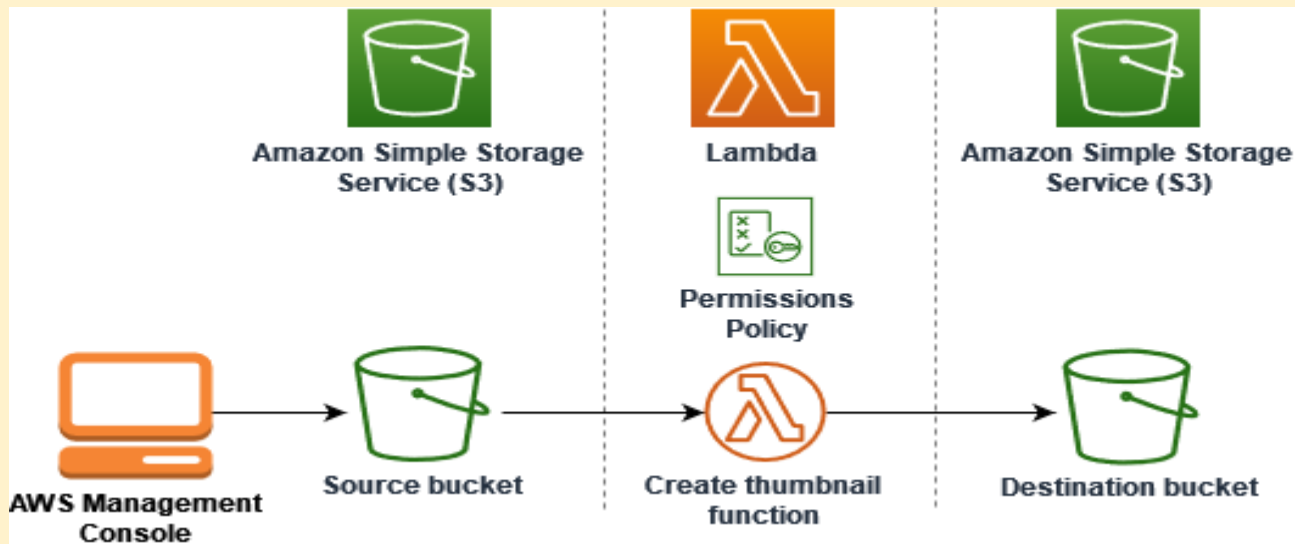 Amazon Simple Storage
Service (S3)
Lambda
Amazon Simple Storage
Service (S3)
Permissions
Policy
AWS Management
Console
Source bucket
Create thumbnail
function
Destination bucket